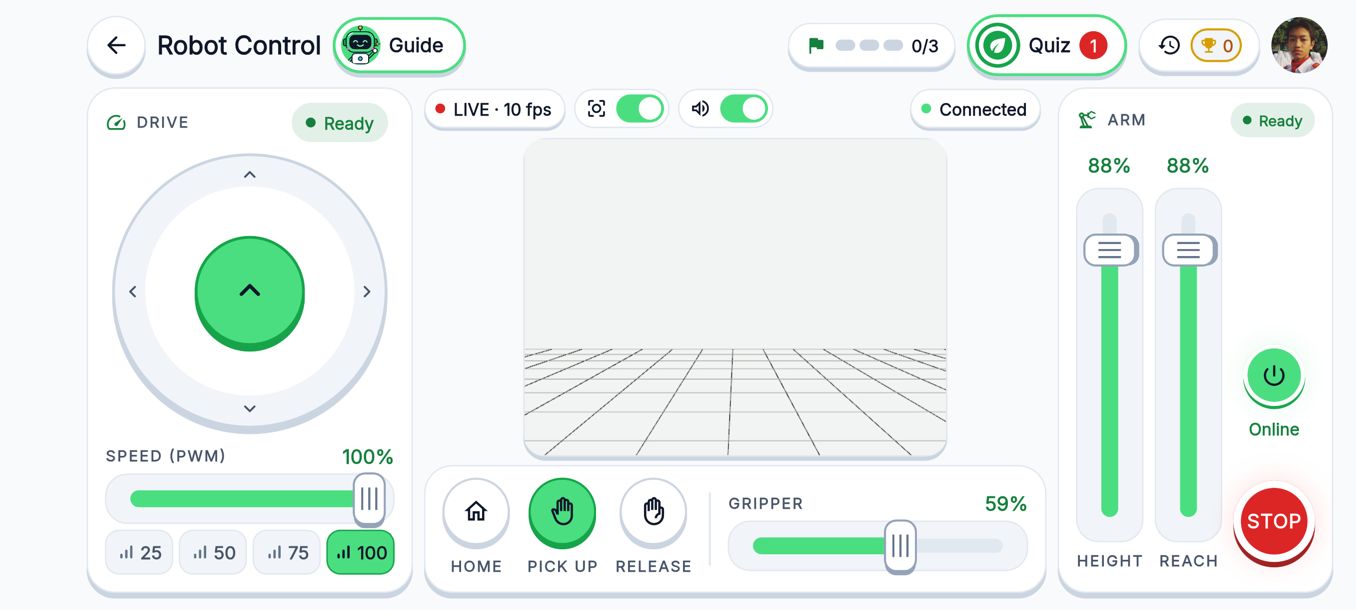 Robot Control
Guide
0/3
Quiz 1
0
DRIVE
Ready
LIVE · 10 fps
Connected
ARM
Ready
88% 88%
SPEED (PWM) 100%
25 50 75 100
HOME PICK UP RELEASE
GRIPPER 59%
HEIGHT REACH
Online
STOP